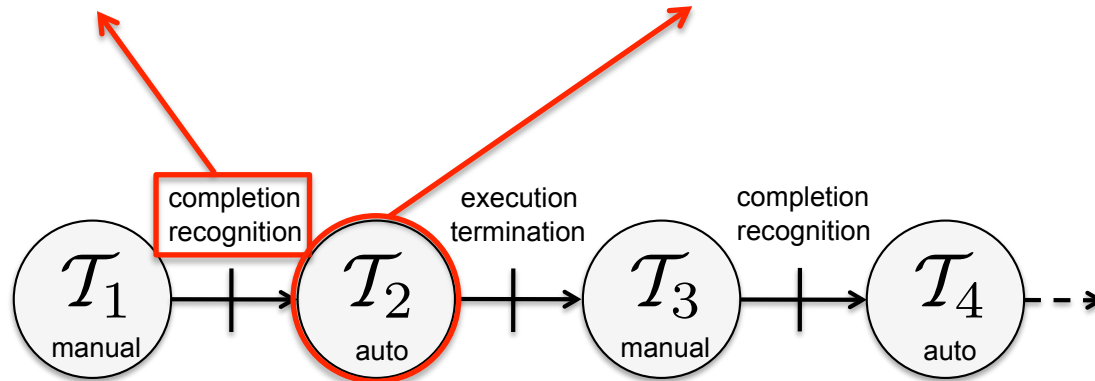 completion
recognition
execution
termination
completion
recognition
T1
manual
T2
auto
T3
manual
T4
auto